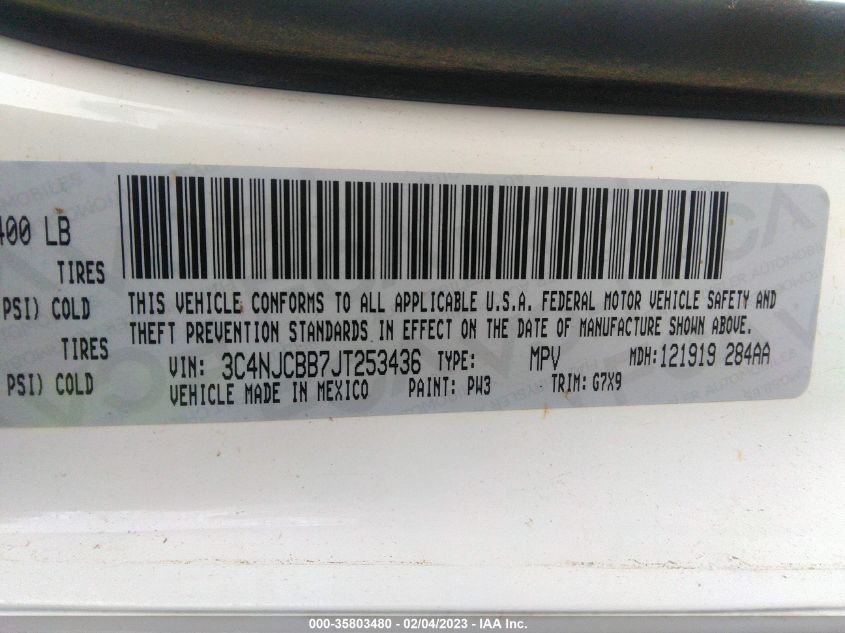 400 LB
TIRES
PSI) COLD
TIRES
PSI) COLD
THIS VEHICLE CONFORMS TO ALL APPLICABLE U.S.A. FEDERAL MOTOR VEHICLE SAFETY AND
THEFT PREVENTION STANDARDS IN EFFECT ON THE DATE OF MANUFACTURE SHOWN ABOVE.
VIN: 3C4NJCBB7JT253436 TYPE: MPV MDH:121919 284AA
VEHICLE MADE IN MEXICO PAINT: PW3 TRIM: G7X9
000-35803480 - 02/04/2023 - IAA Inc.